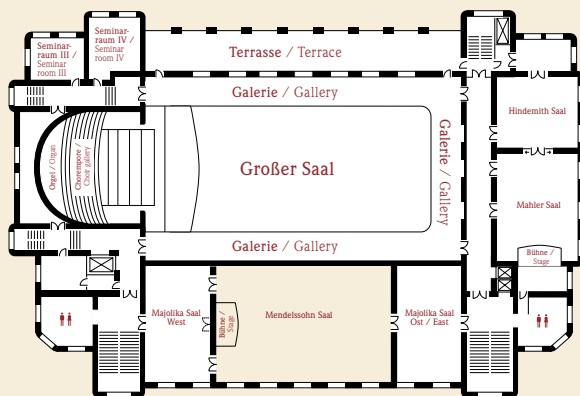 Seminar-
raum III /
Seminar
room III
Seminar-
raum IV /
Seminar
room IV
Terrasse / Terrace
Galerie / Gallery
Hindemith Saal
Orgel / Organ
Chorempore /
Choir gallery
Großer Saal
Galerie / Gallery
Mahler Saal
Galerie / Gallery
Bühne /
Stage
Majolika Saal
West
Bühne /
Stage
Mendelssohn Saal
Majolika Saal
Ost / East